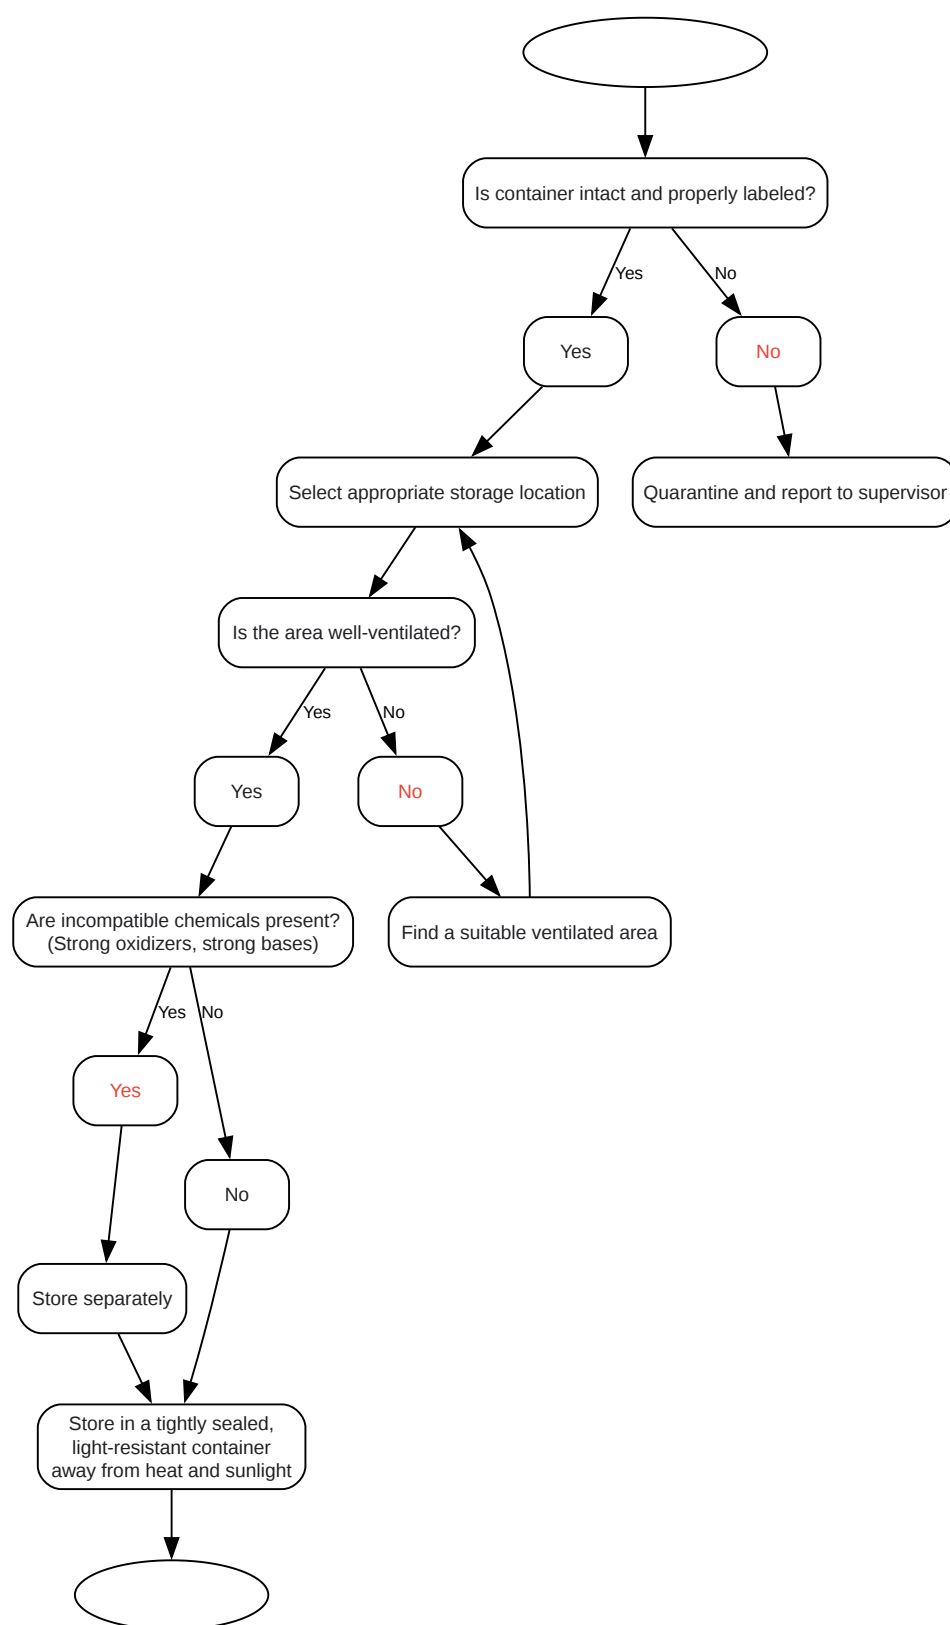 Is container intact and properly labeled?
Yes
No
Yes
No
Select appropriate storage location
Quarantine and report to supervisor
Is the area well-ventilated?
Yes
No
Yes
No
Are incompatible chemicals present?
(Strong oxidizers, strong bases)
Find a suitable ventilated area
Yes
No
Yes
No
Store separately
Store in a tightly sealed,
light-resistant container
away from heat and sunlight